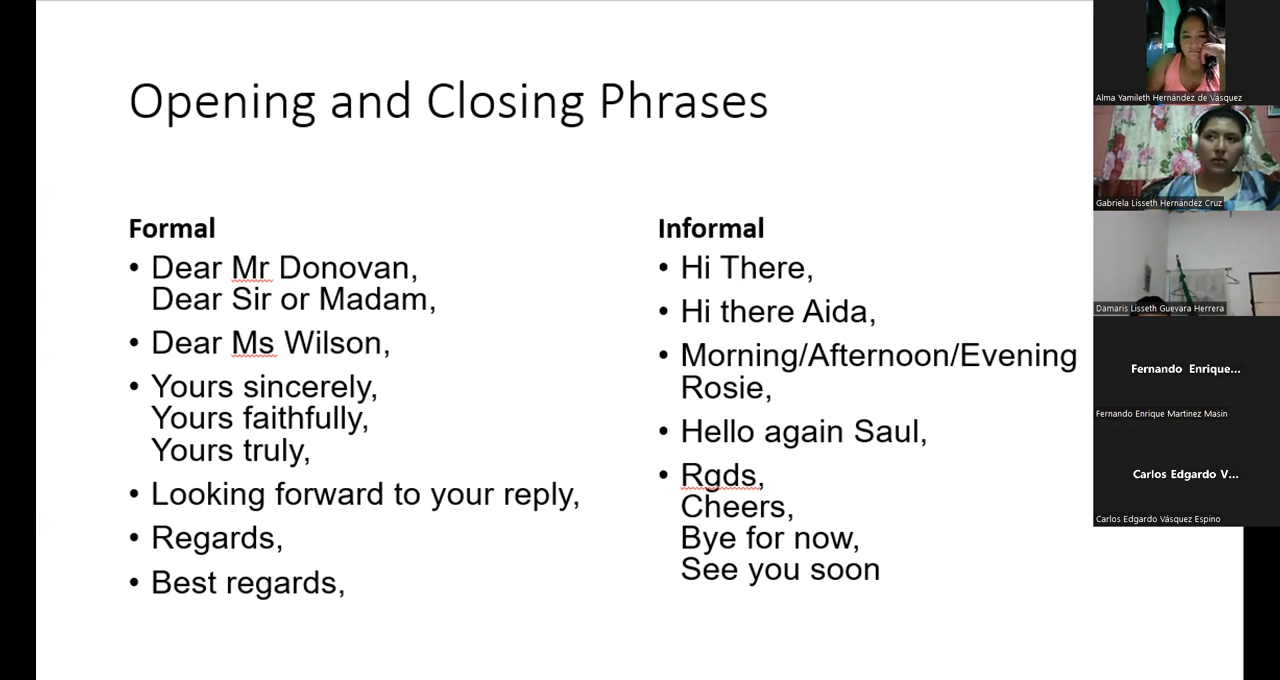 Opening and Closing Phrases
Formal
• Dear Mr Donovan,
Dear Sir or Madam,
• Dear Ms Wilson,
• Yours sincerely,
Yours faithfully,
Yours truly,
• Looking forward to your reply,
• Regards,
• Best regards,
Informal
• Hi There,
• Hi there Aida,
• Morning/Afternoon/Evening
Rosie,
• Hello again Saul,
• Rgds,
Cheers,
Bye for now,
See you soon
Alma Yamileth Hernández de Vásquez
Gabriela Lisseth Hernández Cruz
Damaris Lisseth Guevara Herrera
Fernando Enrique...
Fernando Enrique Martinez Masin
Carlos Edgardo V...
Carlos Edgardo Vásquez Espino